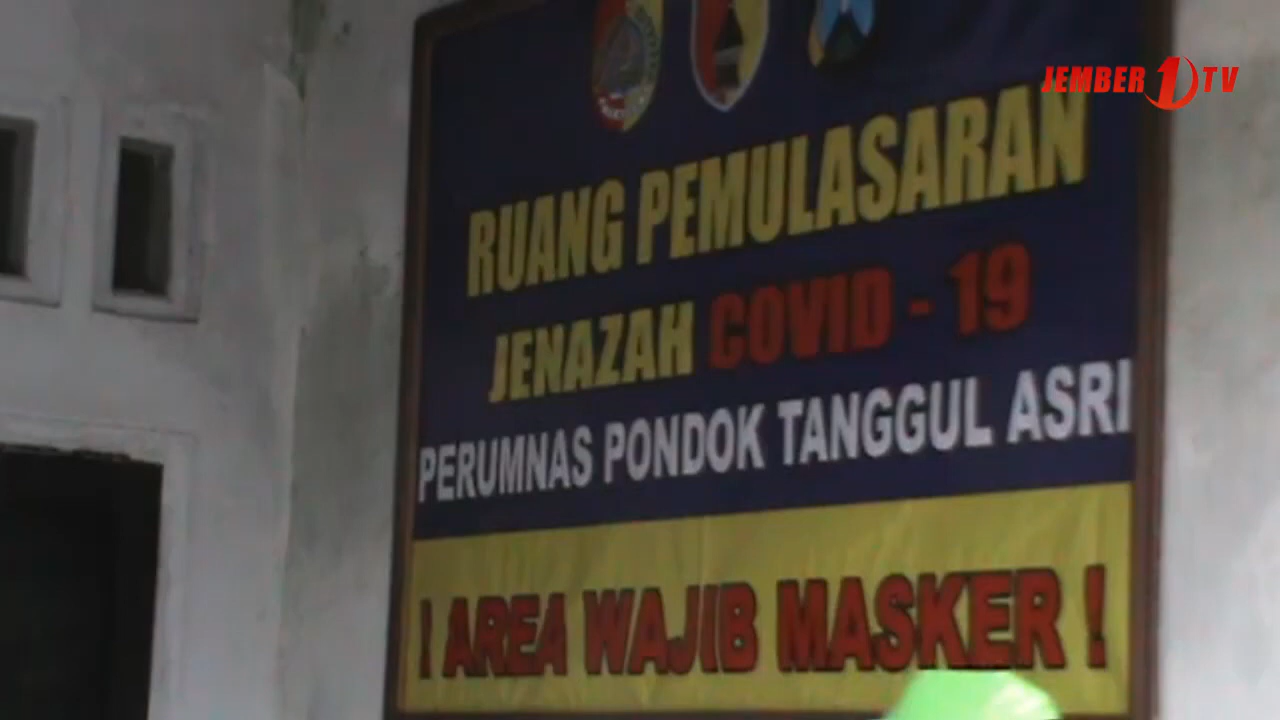 JEMBER 1 TV
RUANG PEMULASARAN
JENAZAH COVID - 19
PERUMNAS PONDOK TANGGUL ASRI
! AREA WAJIB MASKER !